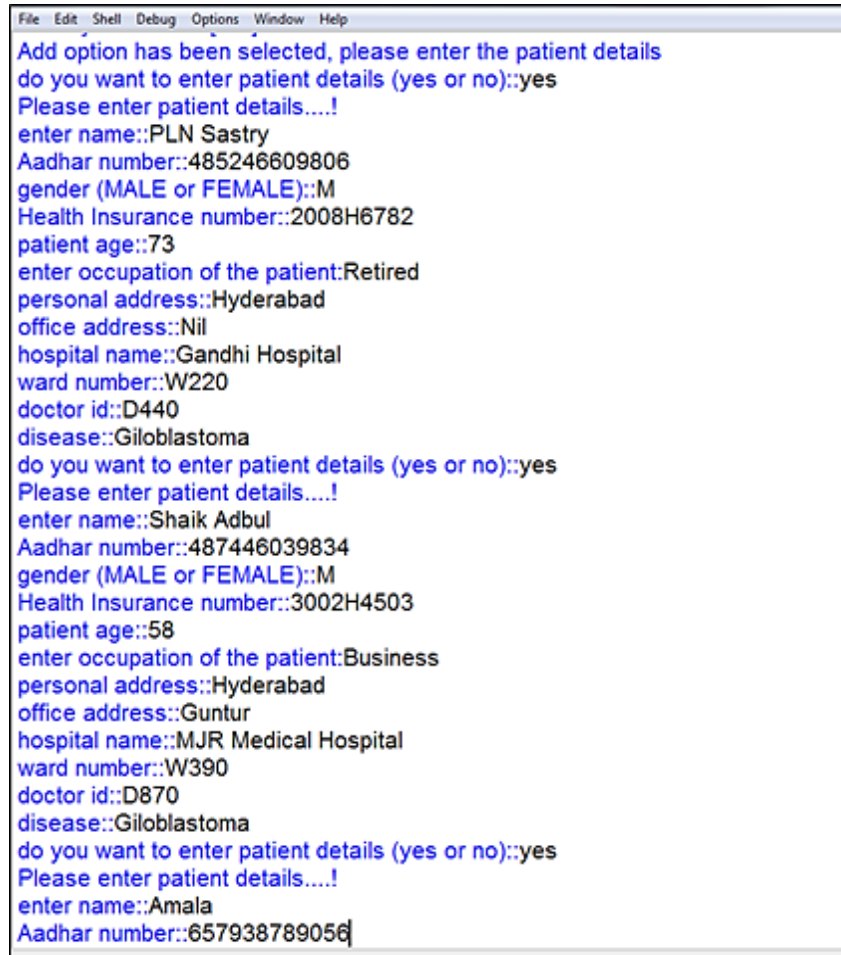 File Edit Shell Debug Options Window Help
Add option has been selected, please enter the patient details
do you want to enter patient details (yes or no)::yes
Please enter patient details....!
enter name::PLN Sastry
Aadhar number::485246609806
gender (MALE or FEMALE)::M
Health Insurance number::2008H6782
patient age::73
enter occupation of the patient:Retired
personal address::Hyderabad
office address::Nil
hospital name::Gandhi Hospital
ward number::W220
doctor id::D440
disease::Giloblastoma
do you want to enter patient details (yes or no)::yes
Please enter patient details....!
enter name::Shaik Adbul
Aadhar number::487446039834
gender (MALE or FEMALE)::M
Health Insurance number::3002H4503
patient age::58
enter occupation of the patient:Business
personal address::Hyderabad
office address::Guntur
hospital name::MJR Medical Hospital
ward number::W390
doctor id::D870
disease::Giloblastoma
do you want to enter patient details (yes or no)::yes
Please enter patient details....!
enter name::Amala
Aadhar number::657938789056